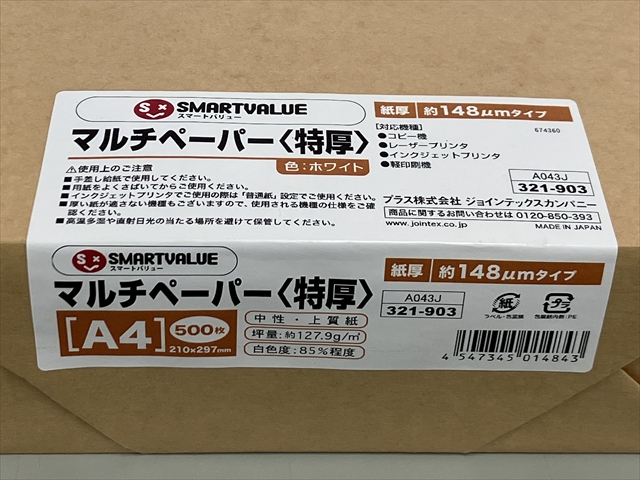 SMARTVALUE
スマートバリュー
マルチペーパー〈特厚〉
色:ホワイト
⚠使用上のご注意
■手差し給紙で使用してください。
■用紙をよくさばいてからご使用ください。
■インクジェットプリンタでご使用の際は「普通紙」設定でご使用ください。
■厚い紙が適さない機種もございますので、使用される機種の仕様をご確
認ください。
■高温多湿や直射日光の当たる場所を避けて保管してください。
紙厚 約148μmタイプ
[対応機種]
●コピー機
●レーザープリンタ
●インクジェットプリンタ
●軽印刷機
674360
A043J
321-903
プラス株式会社 ジョインテックスカンパニー
商品に関するお問い合わせは 0120-850-393
www.jointex.co.jp
MADE IN JAPAN
SMARTVALUE
スマートバリュー
マルチペーパー〈特厚〉
[A4]
500枚
210×297mm
中性・上質紙
坪量:約127.9g/㎡
白色度:85%程度
紙厚 約148μmタイプ
A043J
321-903
紙
ラベル・当流袋
プラ
当流袋内側:PE
4 547345 014843